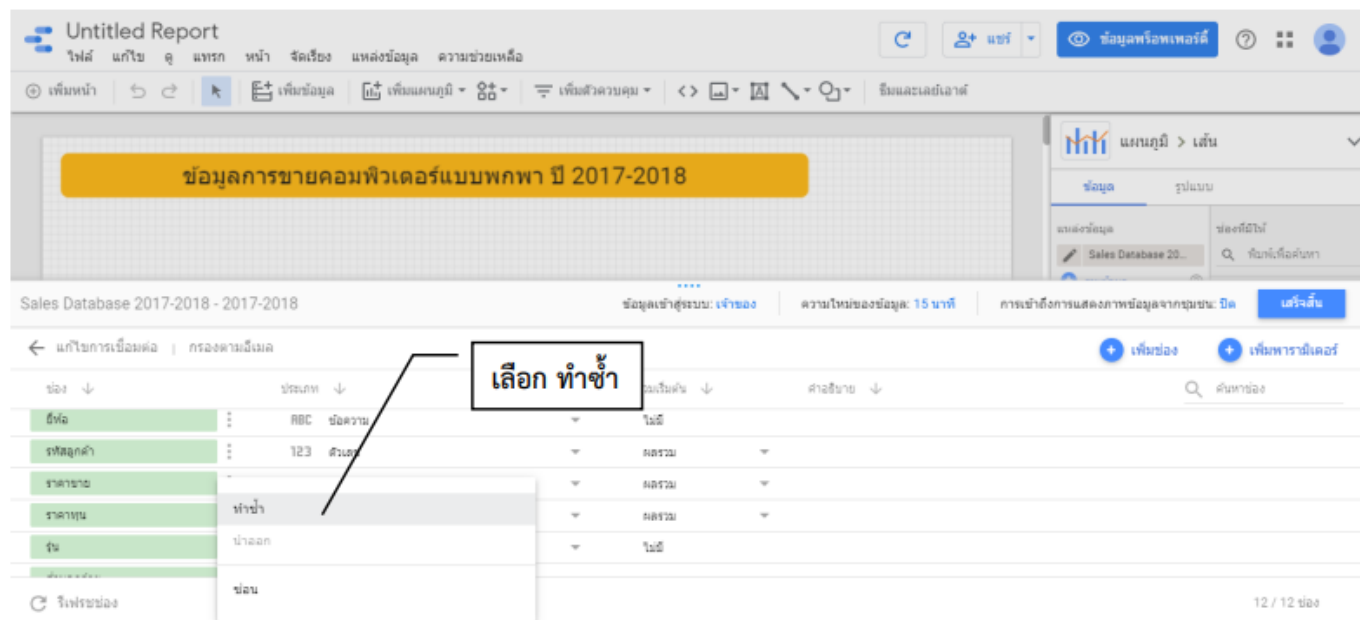 Untitled Report
ไฟล์ แก้ไข ดู แทรก หน้า จัดเรียง แหล่งข้อมูล ความช่วยเหลือ
แชร์
ข้อมูลพร็อพเพอร์ตี้
เพิ่มหน้า
เพิ่มข้อมูล
เพิ่มแผนภูมิ
เพิ่มตัวควบคุม
ธีมและเลย์เอาต์
แผนภูมิ > เส้น
ข้อมูลการขายคอมพิวเตอร์แบบพกพา ปี 2017-2018
ข้อมูล รูปแบบ
แหล่งข้อมูล ช่องที่มีให้
Sales Database 20... พิมพ์เพื่อค้นหา
Sales Database 2017-2018 - 2017-2018
ข้อมูลเข้าสู่ระบบ: เจ้าของ
ความใหม่ของข้อมูล: 15 นาที
การเข้าถึงการแสดงภาพข้อมูลจากชุมชน: ปิด
เสร็จสิ้น
แก้ไขการเชื่อมต่อ | กรองตามอีเมล
เพิ่มช่อง เพิ่มพารามิเตอร์
เลือก ทำซ้ำ
ช่อง ประเภท คำอธิบาย ค้นหาช่อง
ยี่ห้อ ABC ข้อความ ไม่มี
รหัสลูกค้า 123 ตัวเลข ผลรวม
ราคาขาย ผลรวม
ราคาทุน ผลรวม
รุ่น ไม่มี
ทำซ้ำ
นำออก
ซ่อน
รีเฟรชช่อง
12 / 12 ช่อง